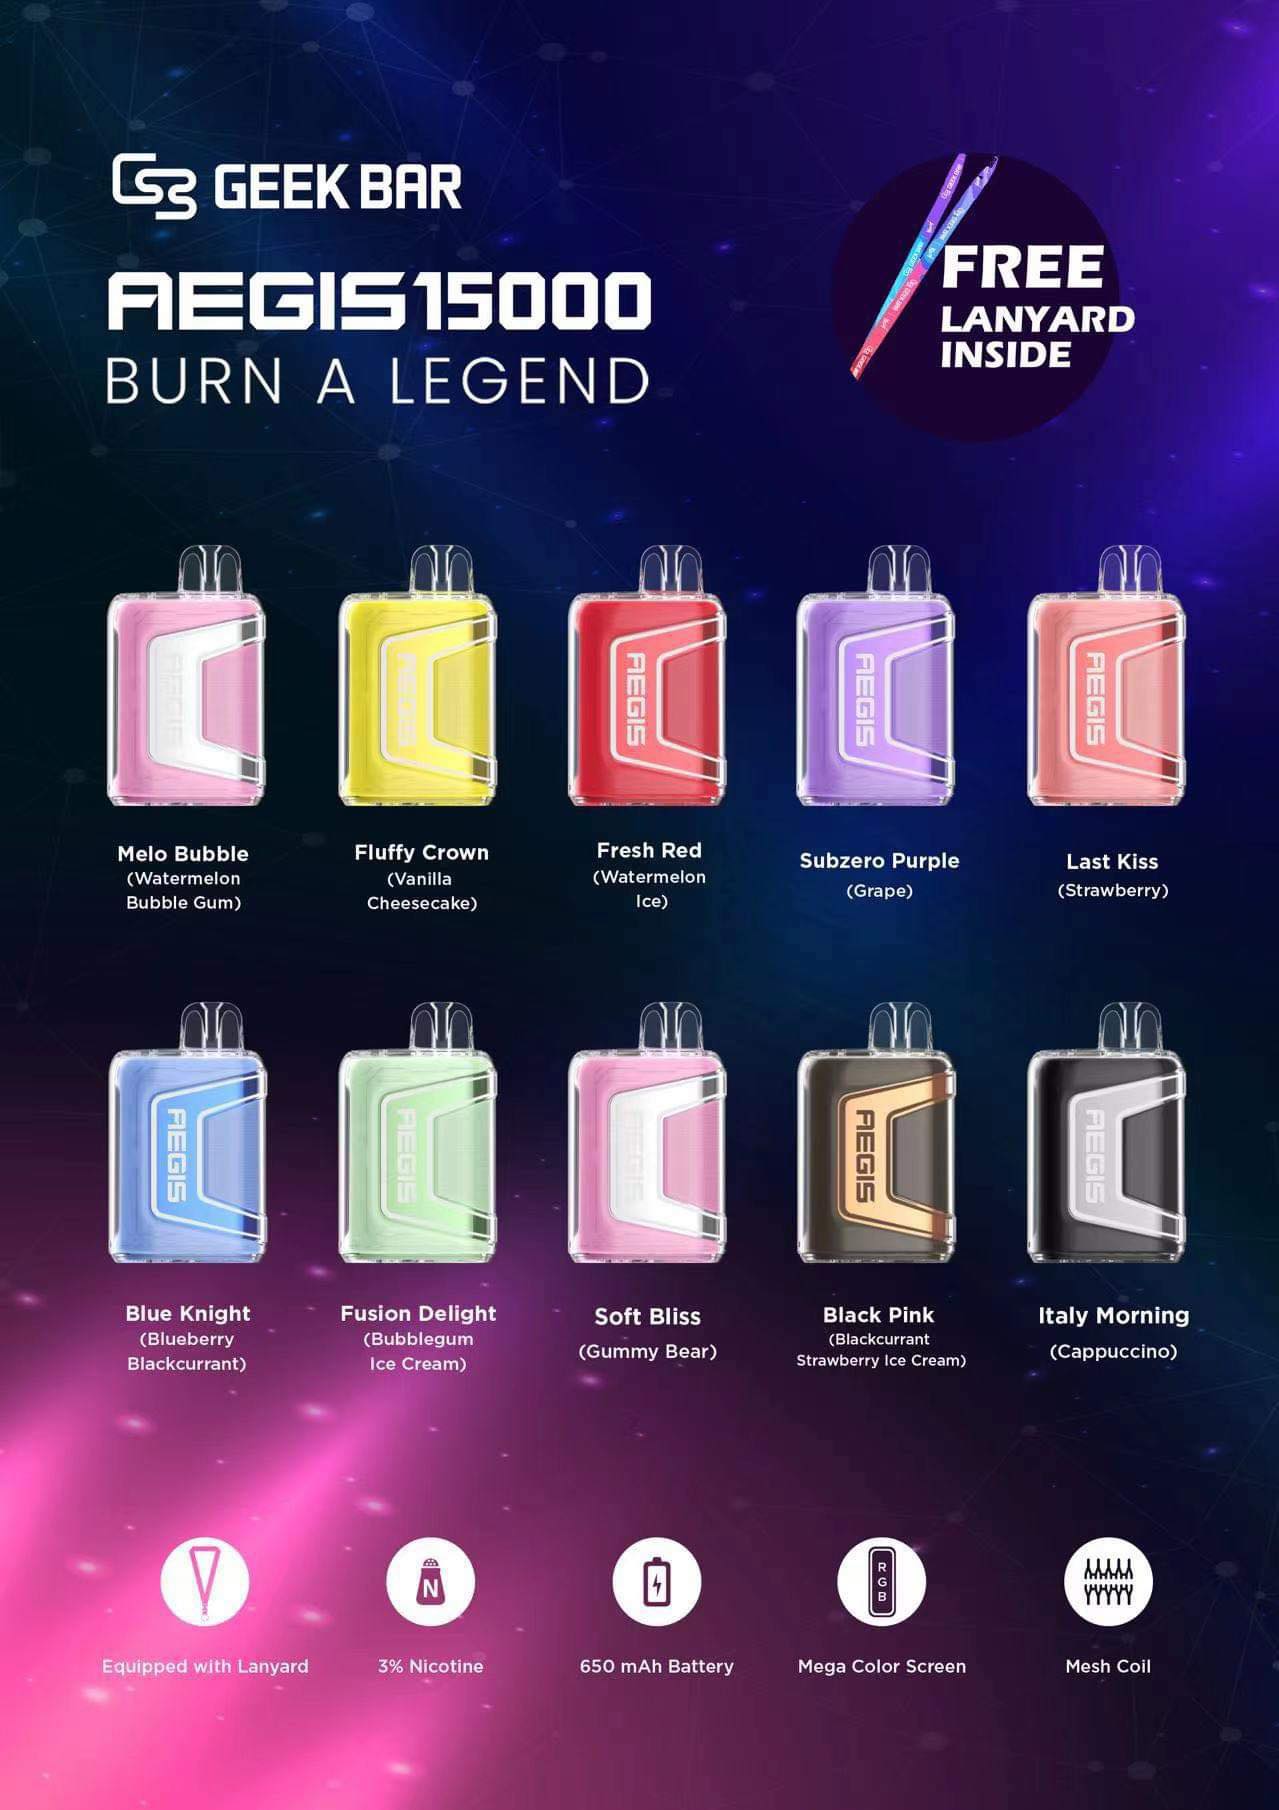 GEEK BAR
AEGIS15000
BURN A LEGEND
FREE
LANYARD
INSIDE
AEGIS
AEGIS
AEGIS
AEGIS
AEGIS
Melo Bubble
(Watermelon
Bubble Gum)
Fluffy Crown
(Vanilla
Cheesecake)
Fresh Red
(Watermelon
Ice)
Subzero Purple
(Grape)
Last Kiss
(Strawberry)
AEGIS
AEGIS
AEGIS
AEGIS
AEGIS
Blue Knight
(Blueberry
Blackcurrant)
Fusion Delight
(Bubblegum
Ice Cream)
Soft Bliss
(Gummy Bear)
Black Pink
(Blackcurrant
Strawberry Ice Cream)
Italy Morning
(Cappuccino)
N
R
G
B
Equipped with Lanyard
3% Nicotine
650 mAh Battery
Mega Color Screen
Mesh Coil